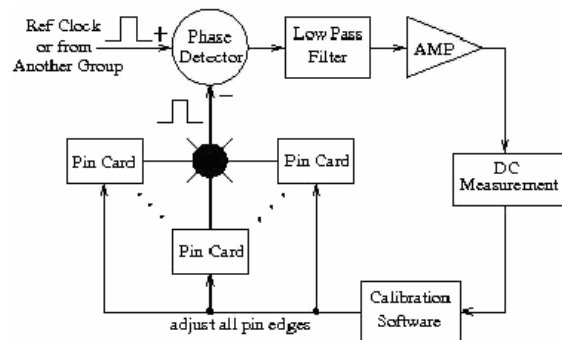 Ref Clock
or from
Another Group
+
Phase
Detector
−
Low Pass
Filter
AMP
Pin Card
Pin Card
Pin Card
DC
Measurement
Calibration
Software
adjust all pin edges